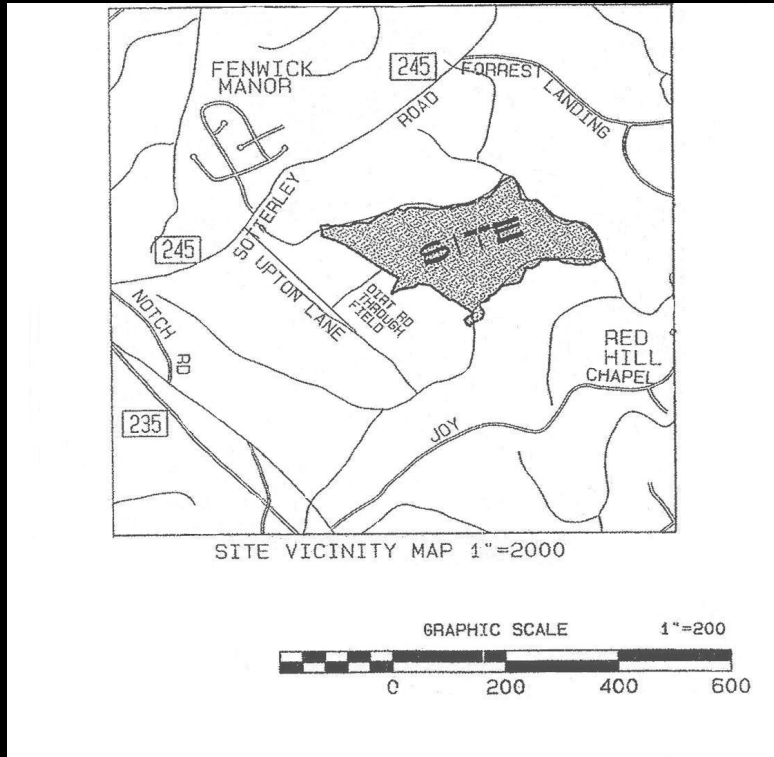 FENWICK
MANOR
245
FORREST
LANDING
ROAD
SOTTERLEY
SITE
245
UPTON LANE
DIRT RD
THROUGH
FIELD
NOTCH
RD
RED
HILL
CHAPEL
235
JOY
SITE VICINITY MAP 1"=2000
GRAPHIC SCALE 1"=200
0 200 400 600